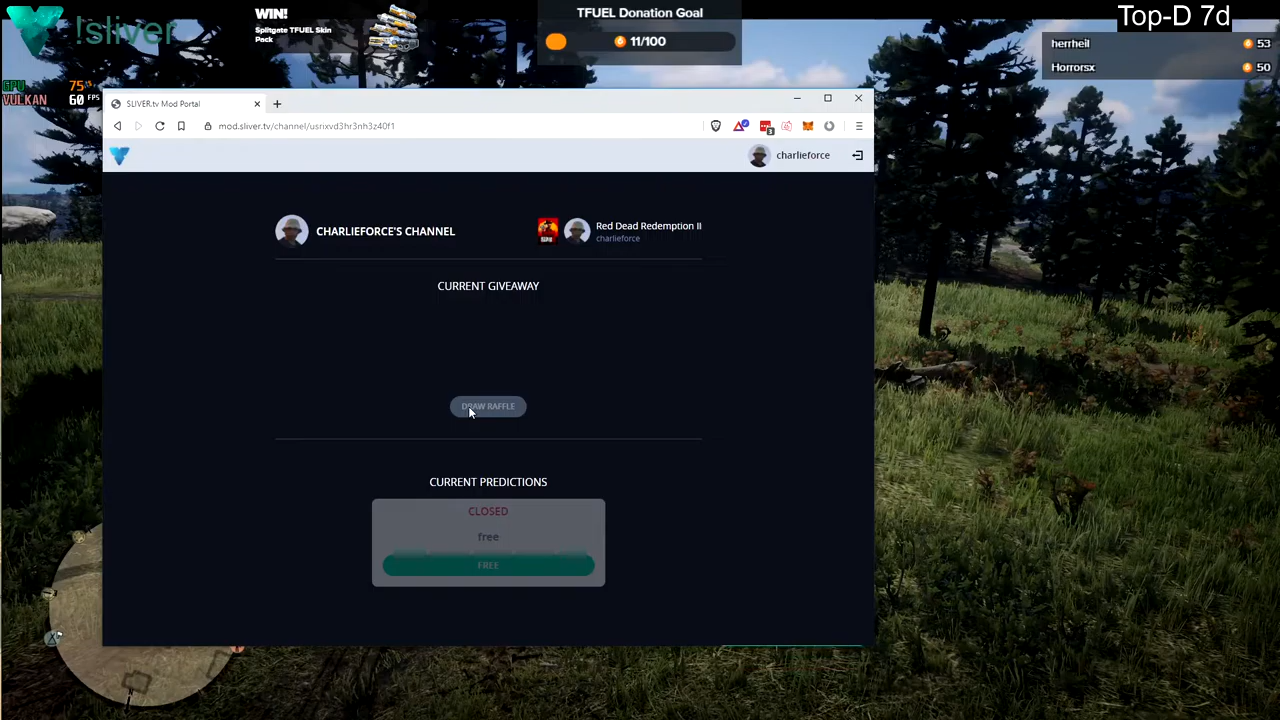 !sliver
WIN!
Splitgate TFUEL Skin
Pack
TFUEL Donation Goal
11/100
Top-D 7d
herrheil 53
Horrorsx 50
GPU 75
VULKAN 60 FPS
SLIVER.tv Mod Portal
mod.sliver.tv/channel/usrixvd3hr3nh3z40f1
3
charlieforce
CHARLIEFORCE'S CHANNEL
Red Dead Redemption II
charlieforce
CURRENT GIVEAWAY
DRAW RAFFLE
CURRENT PREDICTIONS
CLOSED
free
FREE